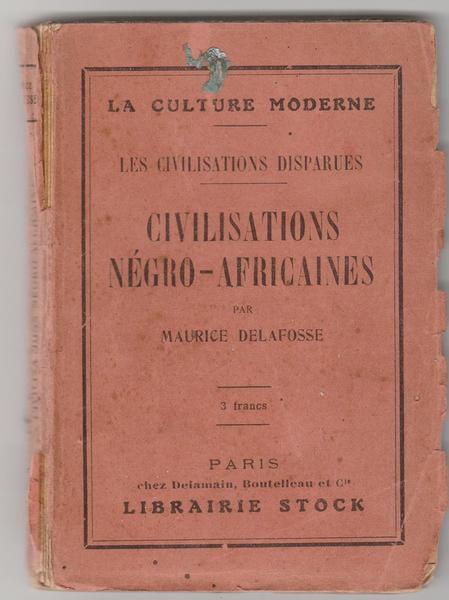 LA CULTURE MODERNE
LES CIVILISATIONS DISPARUES
CIVILISATIONS
NÉGRO-AFRICAINES
PAR
MAURICE DELAFOSSE
3 francs
PARIS
chez Delamain, Boutelleau et Cie
LIBRAIRIE STOCK